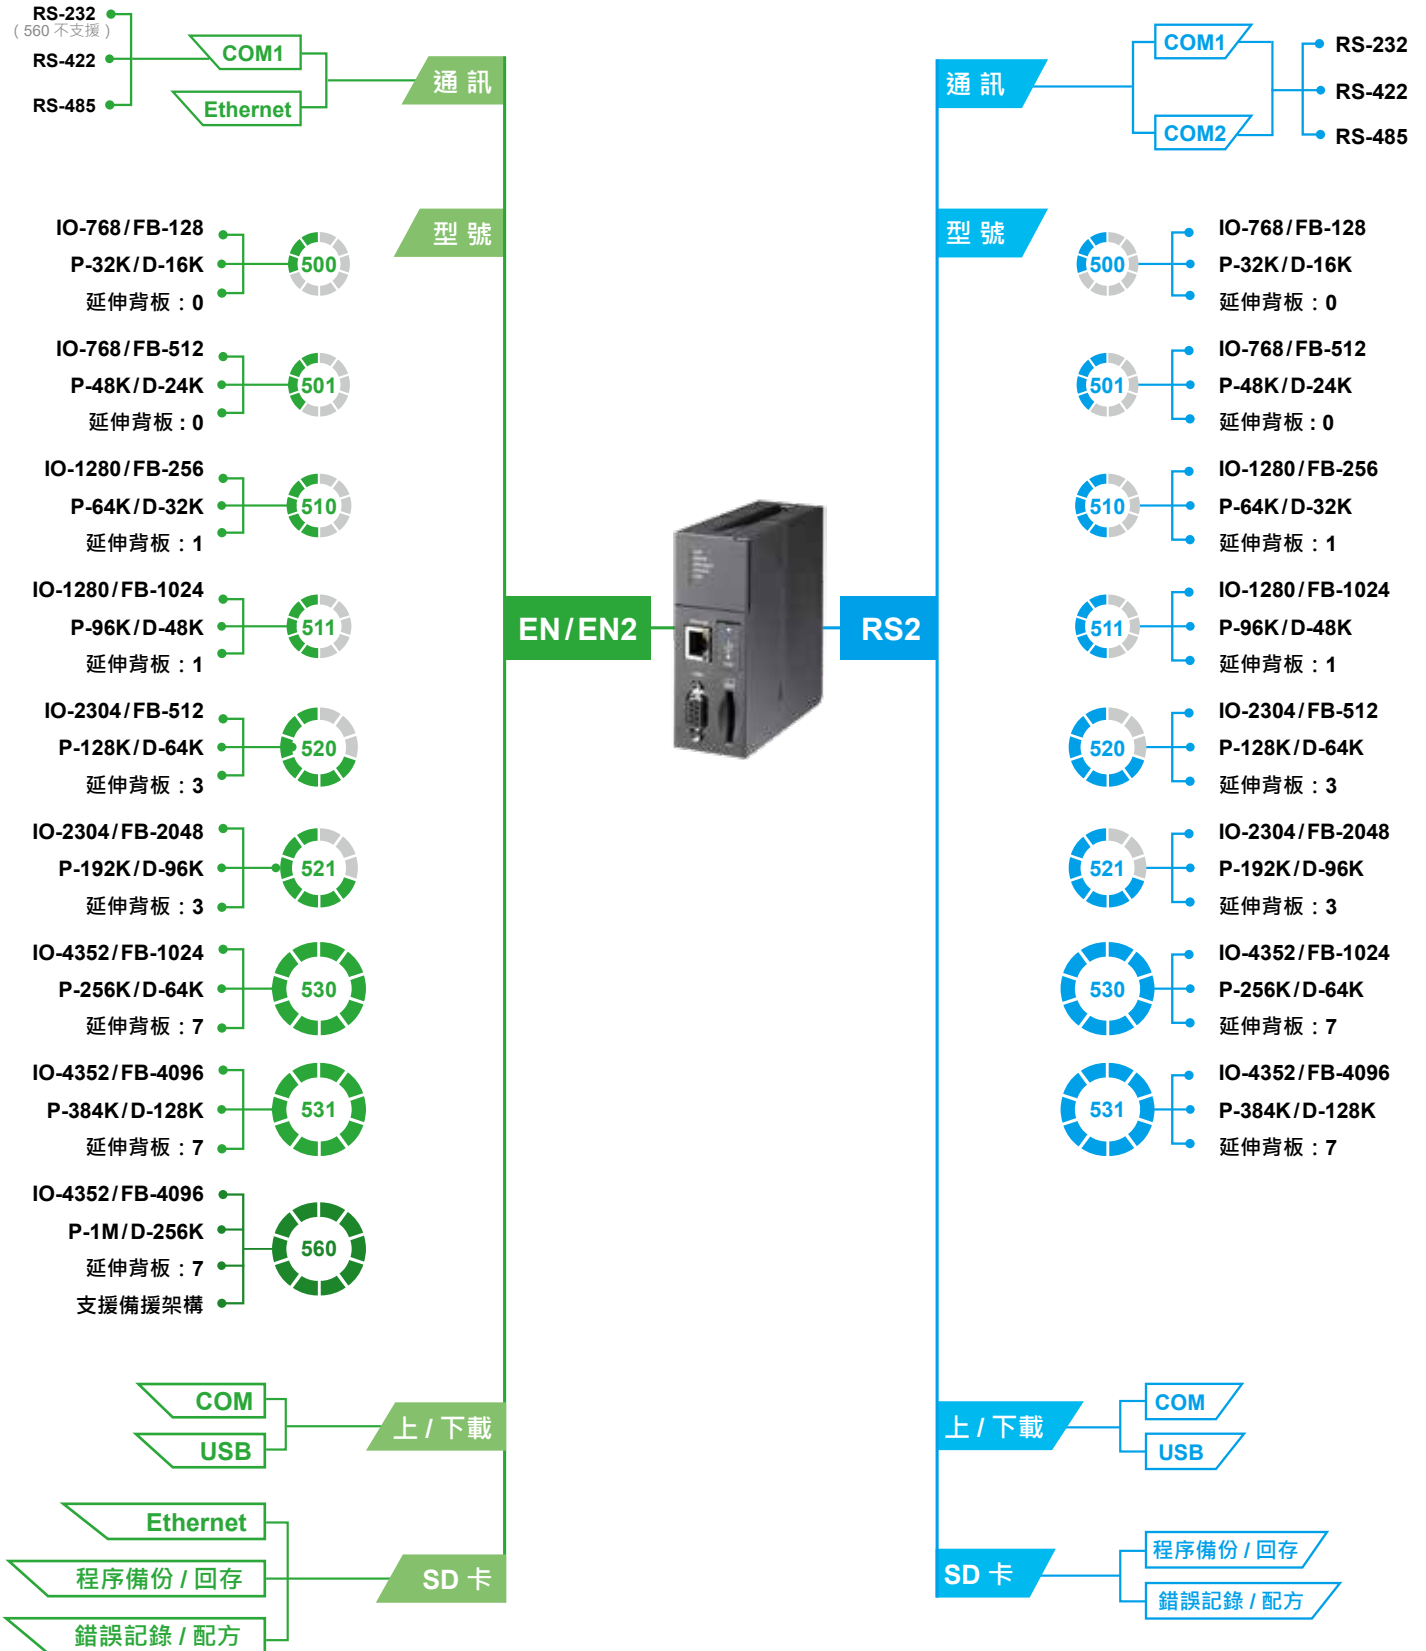 RS-232
(560 不支援)
RS-422
RS-485
COM1
Ethernet
通訊
型號
IO-768/FB-128
P-32K/D-16K
延伸背板：0
500
IO-768/FB-512
P-48K/D-24K
延伸背板：0
501
IO-1280/FB-256
P-64K/D-32K
延伸背板：1
510
IO-1280/FB-1024
P-96K/D-48K
延伸背板：1
511
IO-2304/FB-512
P-128K/D-64K
延伸背板：3
520
IO-2304/FB-2048
P-192K/D-96K
延伸背板：3
521
IO-4352/FB-1024
P-256K/D-64K
延伸背板：7
530
IO-4352/FB-4096
P-384K/D-128K
延伸背板：7
531
IO-4352/FB-4096
P-1M/D-256K
延伸背板：7
支援備援架構
560
COM
USB
上/下載
Ethernet
程序備份/回存
錯誤記錄/配方
SD 卡
EN/EN2
RS2
通訊
COM1
COM2
RS-232
RS-422
RS-485
型號
500
IO-768/FB-128
P-32K/D-16K
延伸背板：0
501
IO-768/FB-512
P-48K/D-24K
延伸背板：0
510
IO-1280/FB-256
P-64K/D-32K
延伸背板：1
511
IO-1280/FB-1024
P-96K/D-48K
延伸背板：1
520
IO-2304/FB-512
P-128K/D-64K
延伸背板：3
521
IO-2304/FB-2048
P-192K/D-96K
延伸背板：3
530
IO-4352/FB-1024
P-256K/D-64K
延伸背板：7
531
IO-4352/FB-4096
P-384K/D-128K
延伸背板：7
上/下載
COM
USB
SD 卡
程序備份/回存
錯誤記錄/配方